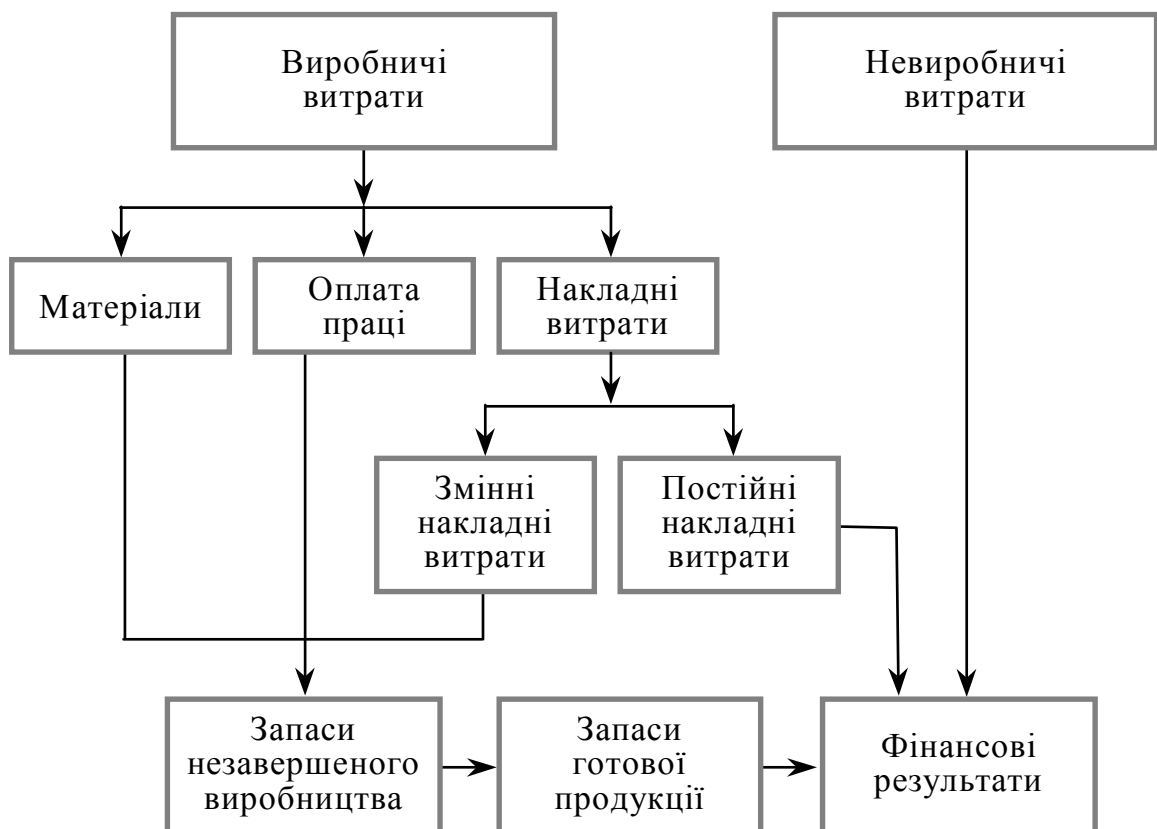 Виробничі
витрати
Невиробничі
витрати
Матеріали
Оплата
праці
Накладні
витрати
Змінні
накладні
витрати
Постійні
накладні
витрати
Запаси
незавершеного
виробництва
Запаси
готової
продукції
Фінансові
результати